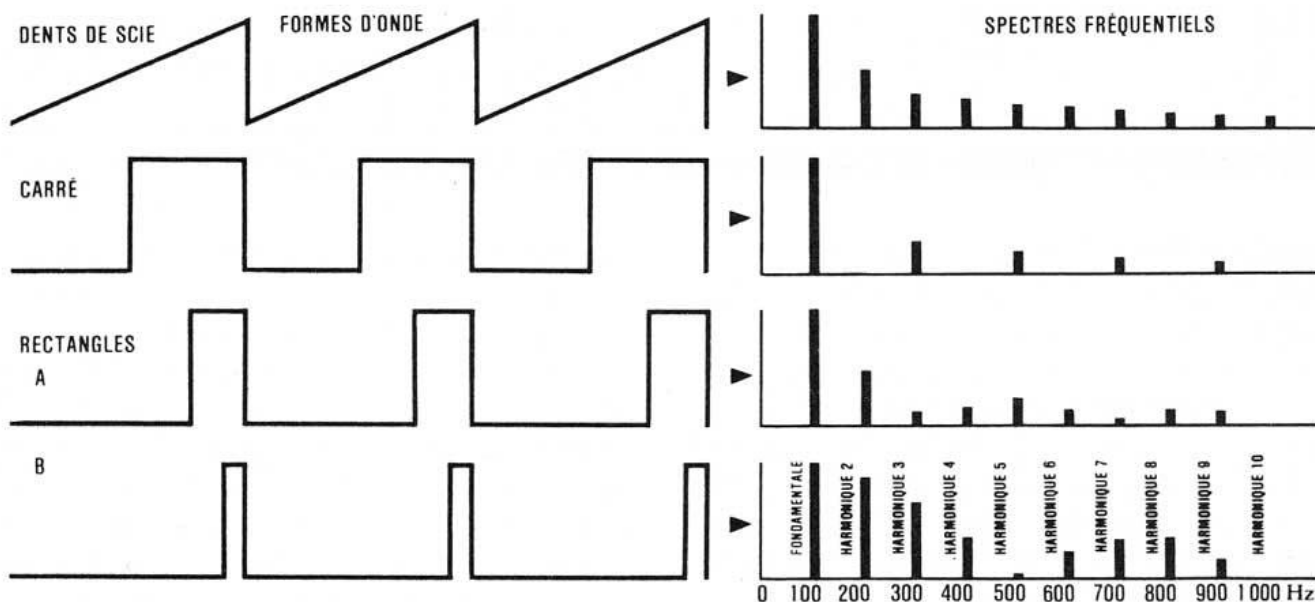 DENTS DE SCIE
FORMES D'ONDE
SPECTRES FRÉQUENTIELS
CARRÉ
RECTANGLES
A
B
FONDAMENTALE
HARMONIQUE 2
HARMONIQUE 3
HARMONIQUE 4
HARMONIQUE 5
HARMONIQUE 6
HARMONIQUE 7
HARMONIQUE 8
HARMONIQUE 9
HARMONIQUE 10
0 100 200 300 400 500 600 700 800 900 1000 Hz